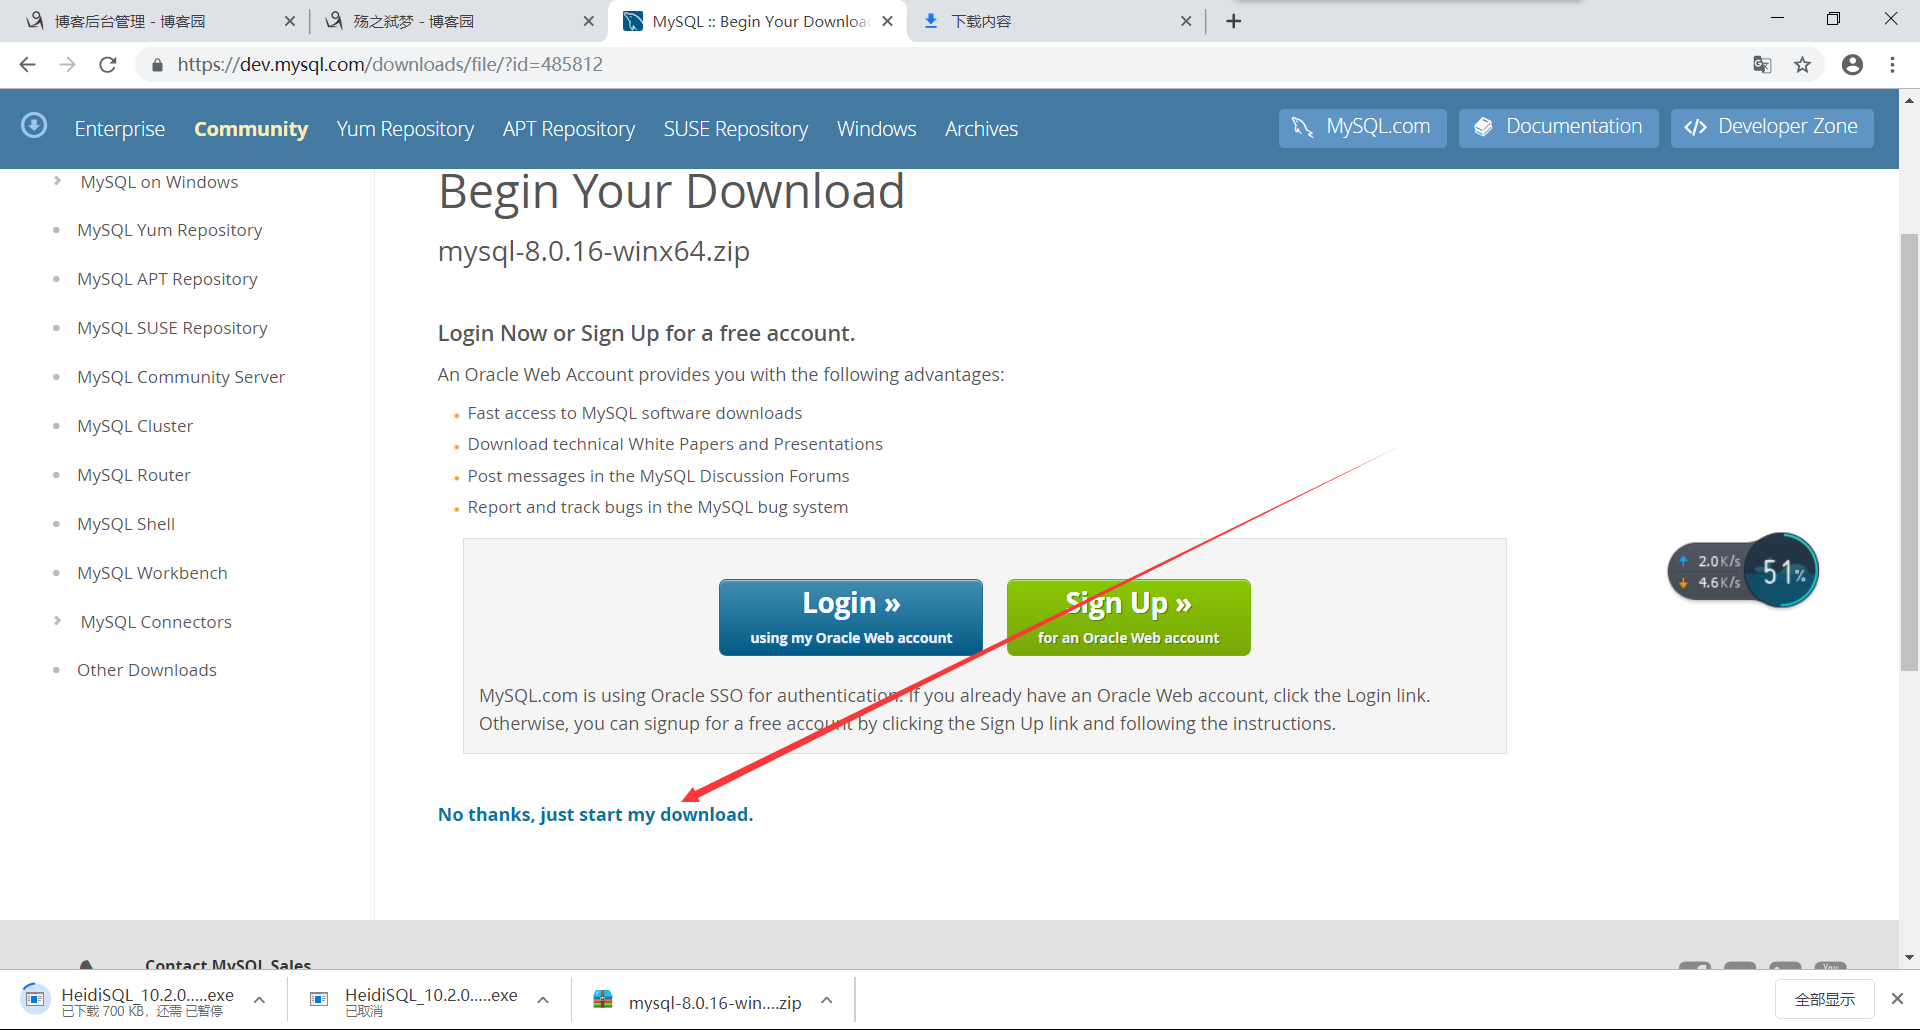 博客后台管理 - 博客园
殇之弑梦 - 博客园
MySQL :: Begin Your Downloa
下载内容
https://dev.mysql.com/downloads/file/?id=485812
Enterprise
Community
Yum Repository
APT Repository
SUSE Repository
Windows
Archives
MySQL.com
Documentation
Developer Zone
MySQL on Windows
MySQL Yum Repository
MySQL APT Repository
MySQL SUSE Repository
MySQL Community Server
MySQL Cluster
MySQL Router
MySQL Shell
MySQL Workbench
MySQL Connectors
Other Downloads
Begin Your Download
mysql-8.0.16-winx64.zip
Login Now or Sign Up for a free account.
An Oracle Web Account provides you with the following advantages:
Fast access to MySQL software downloads
Download technical White Papers and Presentations
Post messages in the MySQL Discussion Forums
Report and track bugs in the MySQL bug system
Login »
using my Oracle Web account
Sign Up »
for an Oracle Web account
MySQL.com is using Oracle SSO for authentication. If you already have an Oracle Web account, click the Login link.
Otherwise, you can signup for a free account by clicking the Sign Up link and following the instructions.
No thanks, just start my download.
2.0K/s
4.6K/s
51%
Contact MySQL Sales
You
HeidiSQL_10.2.0.....exe
已下载 700 KB，还需 已暂停
HeidiSQL_10.2.0.....exe
已取消
mysql-8.0.16-win....zip
全部显示